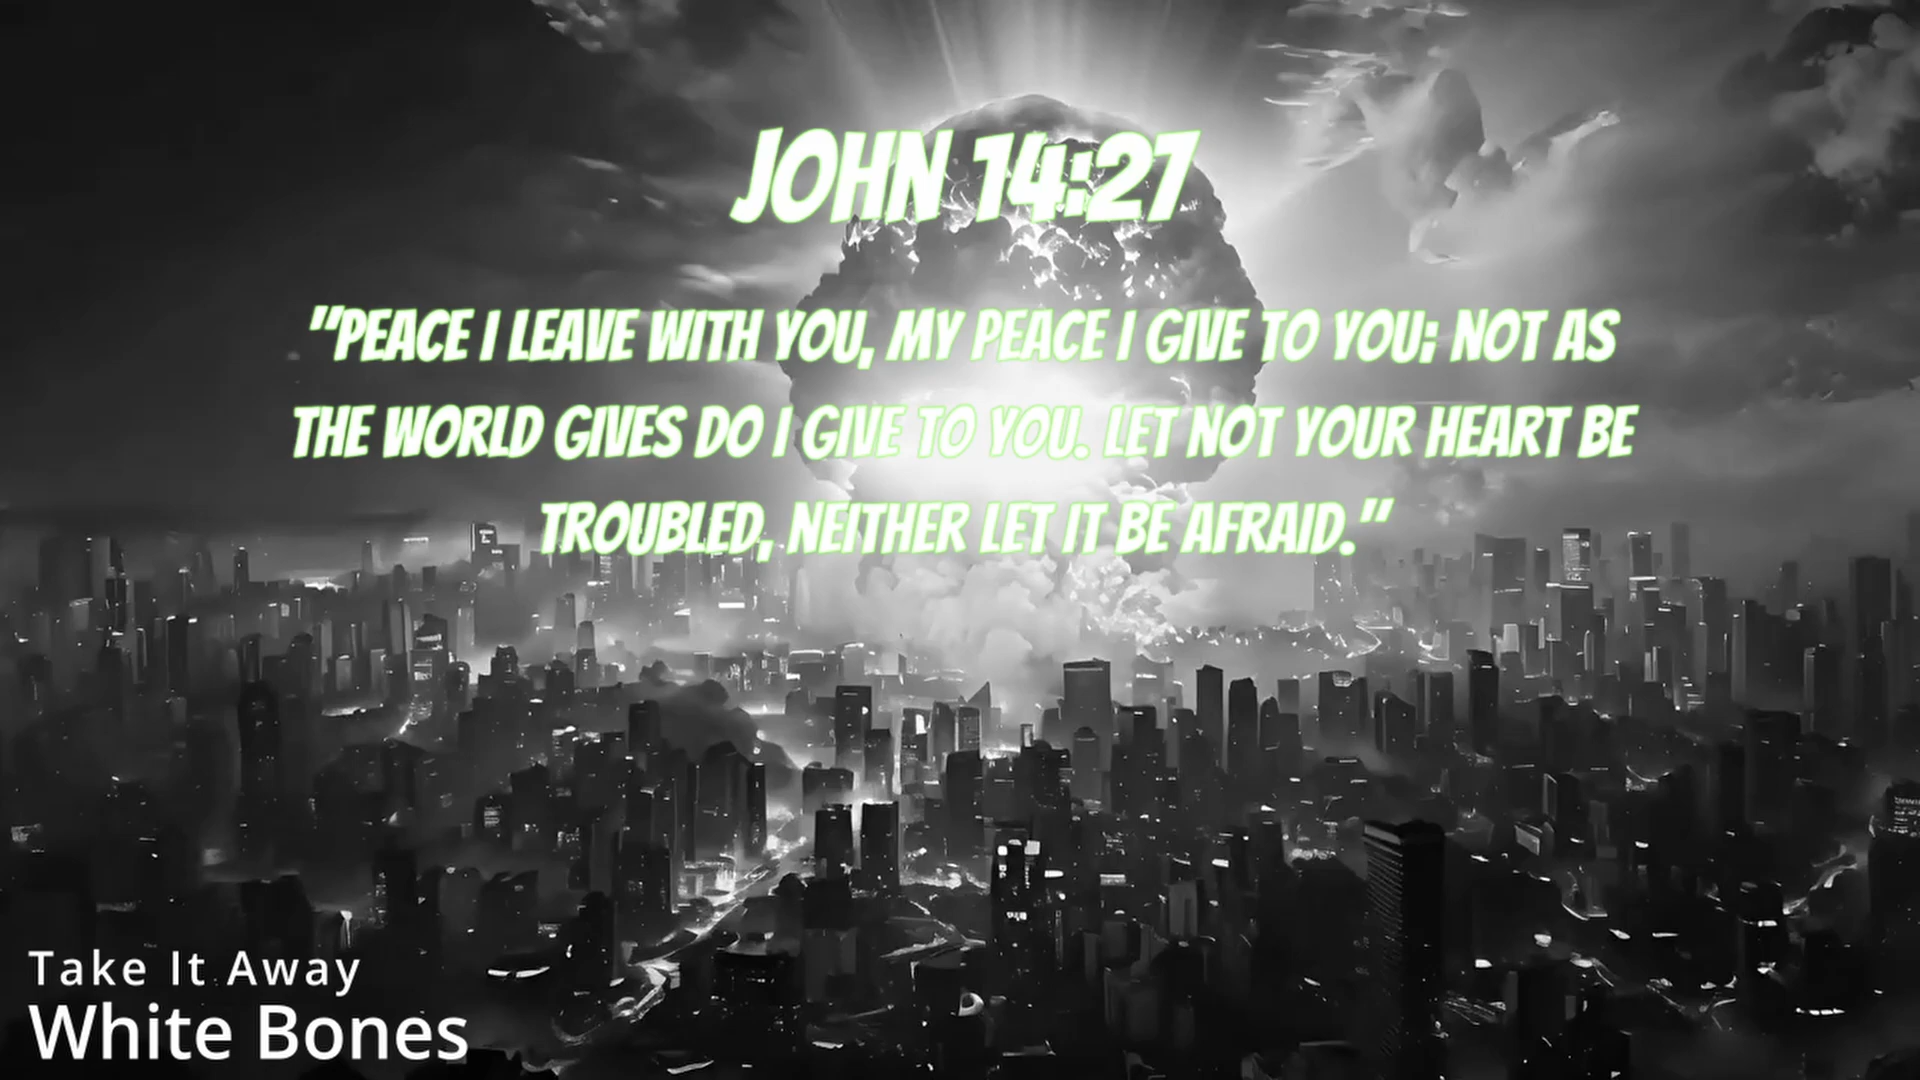 JOHN 14:27
"PEACE I LEAVE WITH YOU, MY PEACE I GIVE TO YOU; NOT AS
THE WORLD GIVES DO I GIVE TO YOU. LET NOT YOUR HEART BE
TROUBLED, NEITHER LET IT BE AFRAID."
Take It Away
White Bones